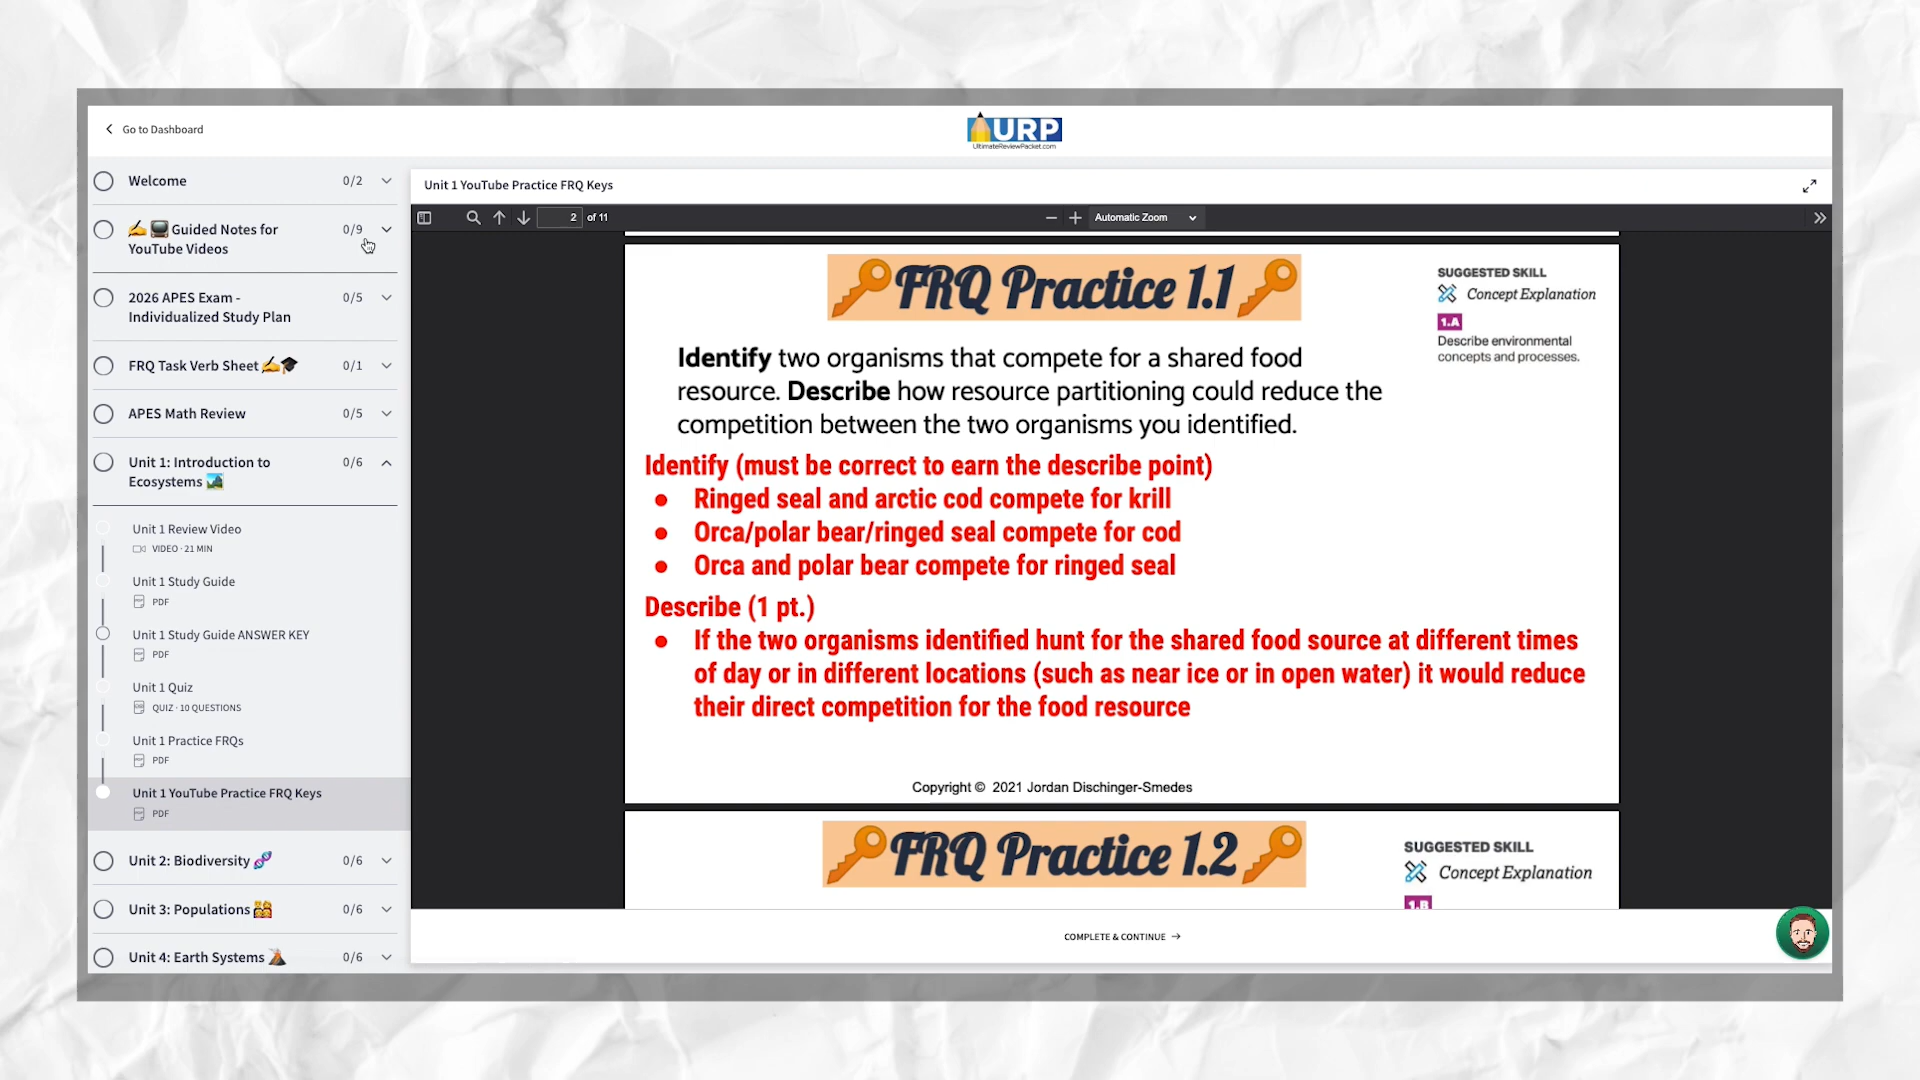 Go to Dashboard
URP
UltimateReviewPacket.com
Welcome
0/2
Guided Notes for
YouTube Videos
0/9
2026 APES Exam -
Individualized Study Plan
0/5
FRQ Task Verb Sheet
0/1
APES Math Review
0/5
Unit 1: Introduction to
Ecosystems
0/6
Unit 1 Review Video
VIDEO · 21 MIN
Unit 1 Study Guide
PDF
Unit 1 Study Guide ANSWER KEY
PDF
Unit 1 Quiz
QUIZ · 10 QUESTIONS
Unit 1 Practice FRQs
PDF
Unit 1 YouTube Practice FRQ Keys
PDF
Unit 2: Biodiversity
0/6
Unit 3: Populations
0/6
Unit 4: Earth Systems
0/6
Unit 1 YouTube Practice FRQ Keys
2 of 11
Automatic Zoom
FRQ Practice 1.1
SUGGESTED SKILL
Concept Explanation
1.A
Describe environmental
concepts and processes.
Identify two organisms that compete for a shared food
resource. Describe how resource partitioning could reduce the
competition between the two organisms you identified.
Identify (must be correct to earn the describe point)
● Ringed seal and arctic cod compete for krill
● Orca/polar bear/ringed seal compete for cod
● Orca and polar bear compete for ringed seal
Describe (1 pt.)
● If the two organisms identified hunt for the shared food source at different times
of day or in different locations (such as near ice or in open water) it would reduce
their direct competition for the food resource
Copyright © 2021 Jordan Dischinger-Smedes
FRQ Practice 1.2
SUGGESTED SKILL
Concept Explanation
1.B
COMPLETE & CONTINUE →